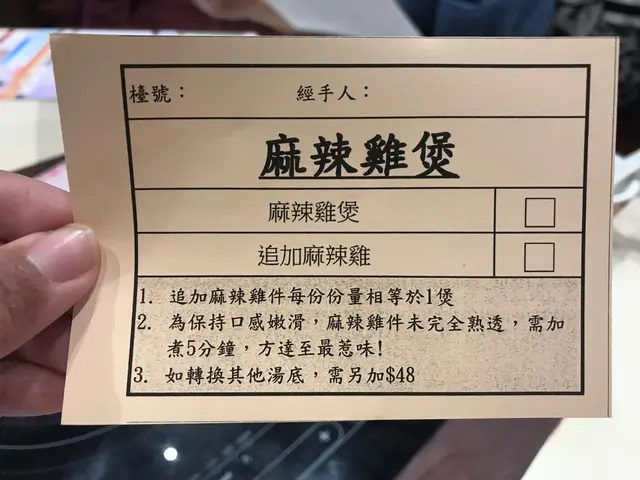 檯號： 經手人：
麻辣雞煲
麻辣雞煲 □
追加麻辣雞 □
1. 追加麻辣雞件每份份量相等於1煲
2. 為保持口感嫩滑，麻辣雞件未完全熟透，需加
煮5分鐘，方達至最惹味!
3. 如轉換其他湯底，需另加$48